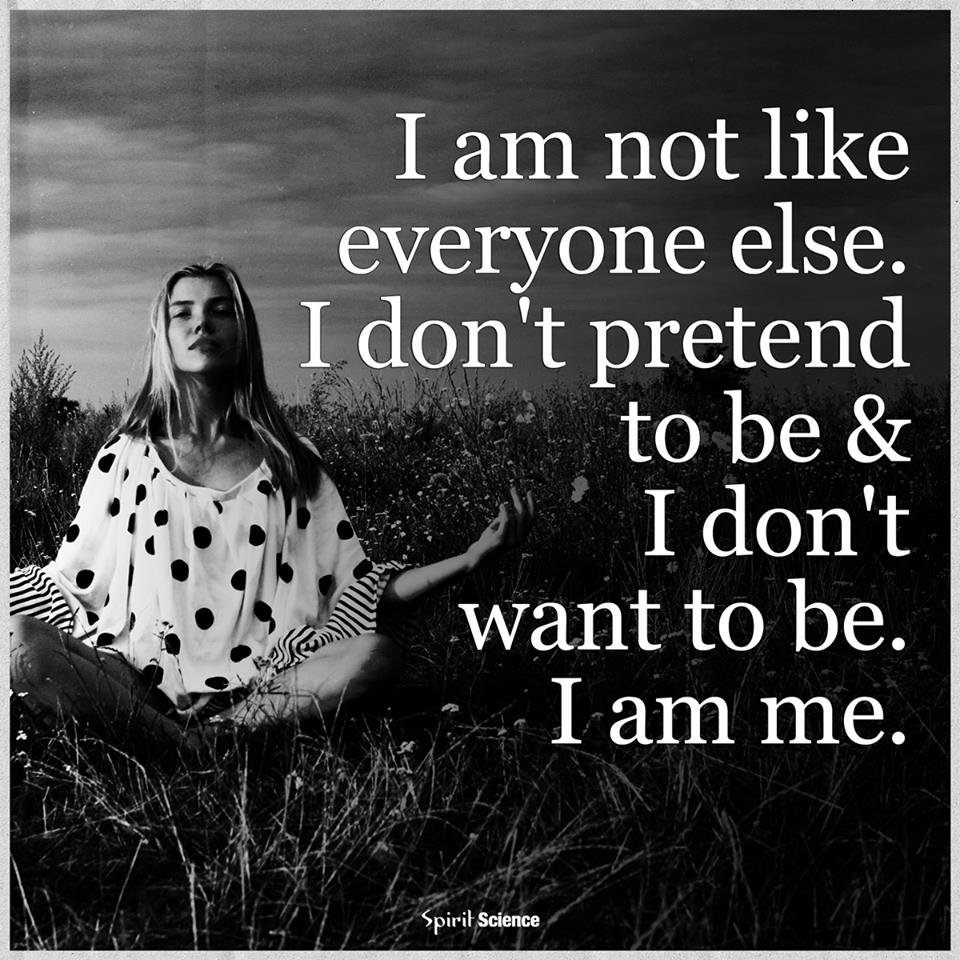 I am not like
everyone else.
I don't pretend
to be &
I don't
want to be.
I am me.
Spirit Science